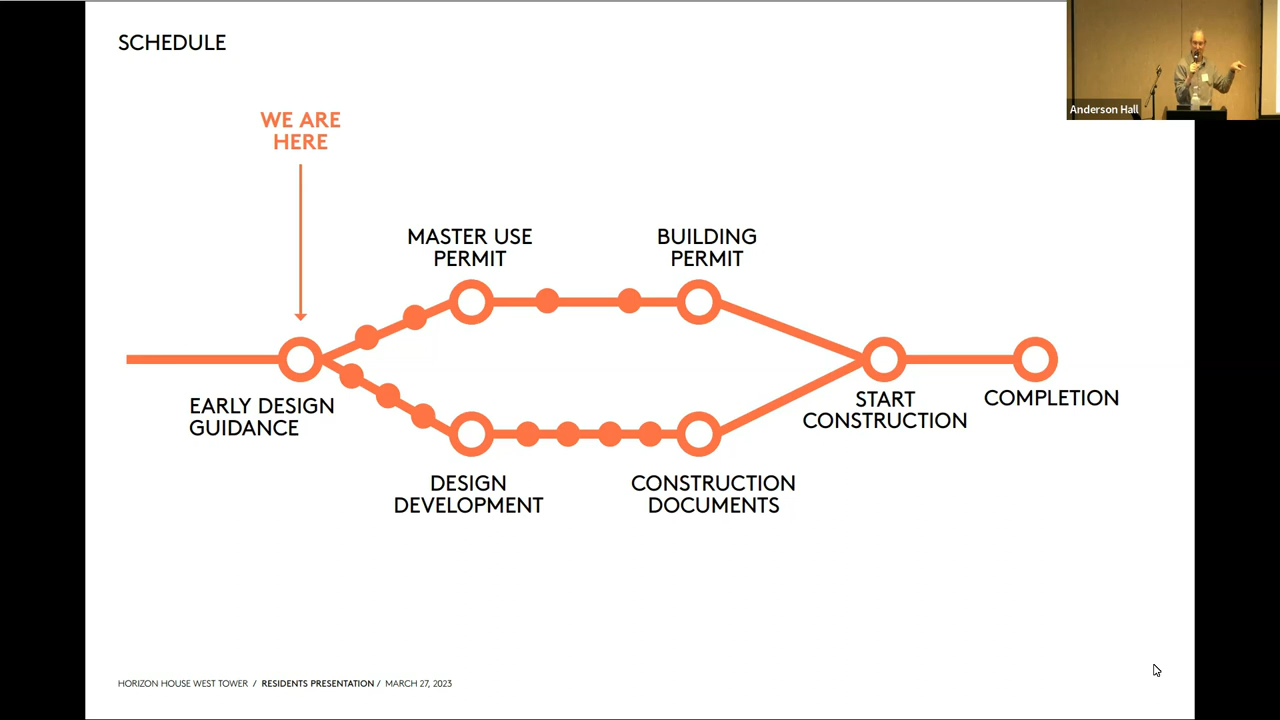 SCHEDULE
Anderson Hall
WE ARE
HERE
MASTER USE
PERMIT
BUILDING
PERMIT
EARLY DESIGN
GUIDANCE
START
CONSTRUCTION
COMPLETION
DESIGN
DEVELOPMENT
CONSTRUCTION
DOCUMENTS
HORIZON HOUSE WEST TOWER / RESIDENTS PRESENTATION / MARCH 27, 2023